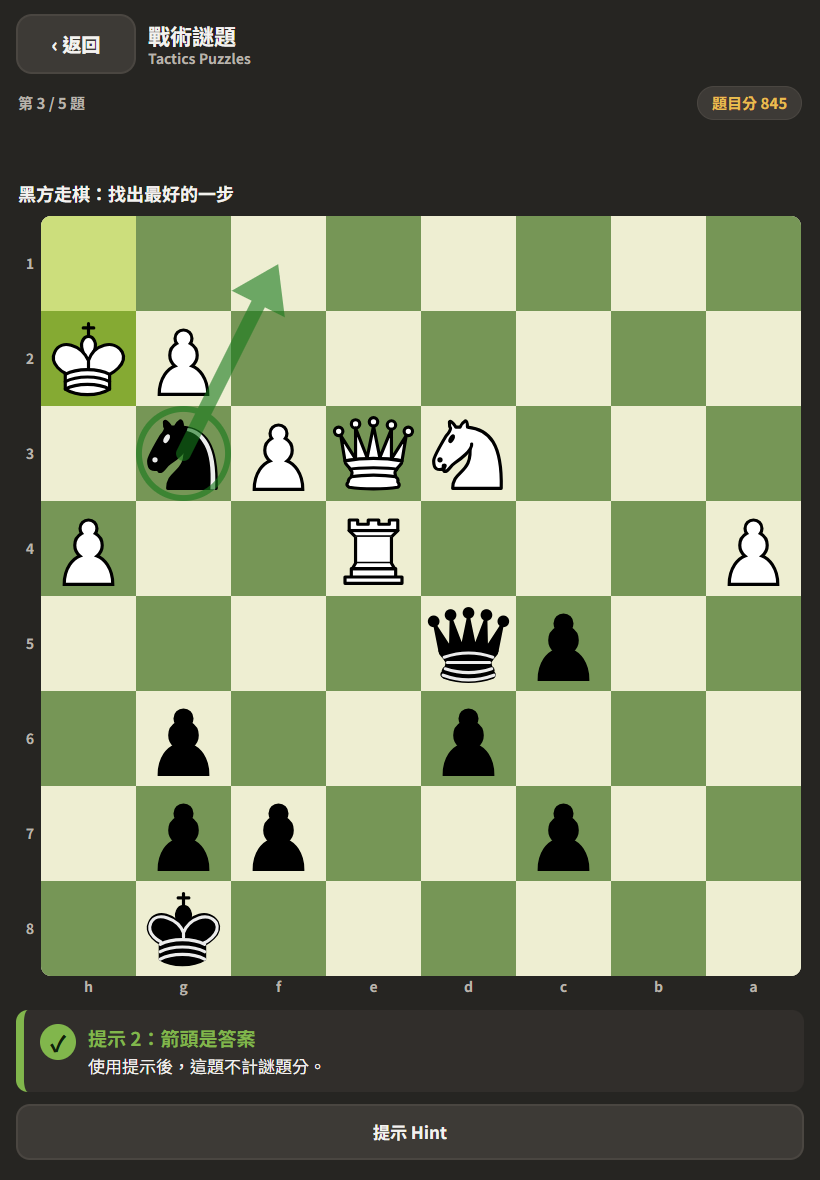 ‹ 返回
戰術謎題
Tactics Puzzles
第 3 / 5 題
題目分 845
黑方走棋：找出最好的一步
1
2
3
4
5
6
7
8
h g f e d c b a
提示 2：箭頭是答案
使用提示後，這題不計謎題分。
提示 Hint